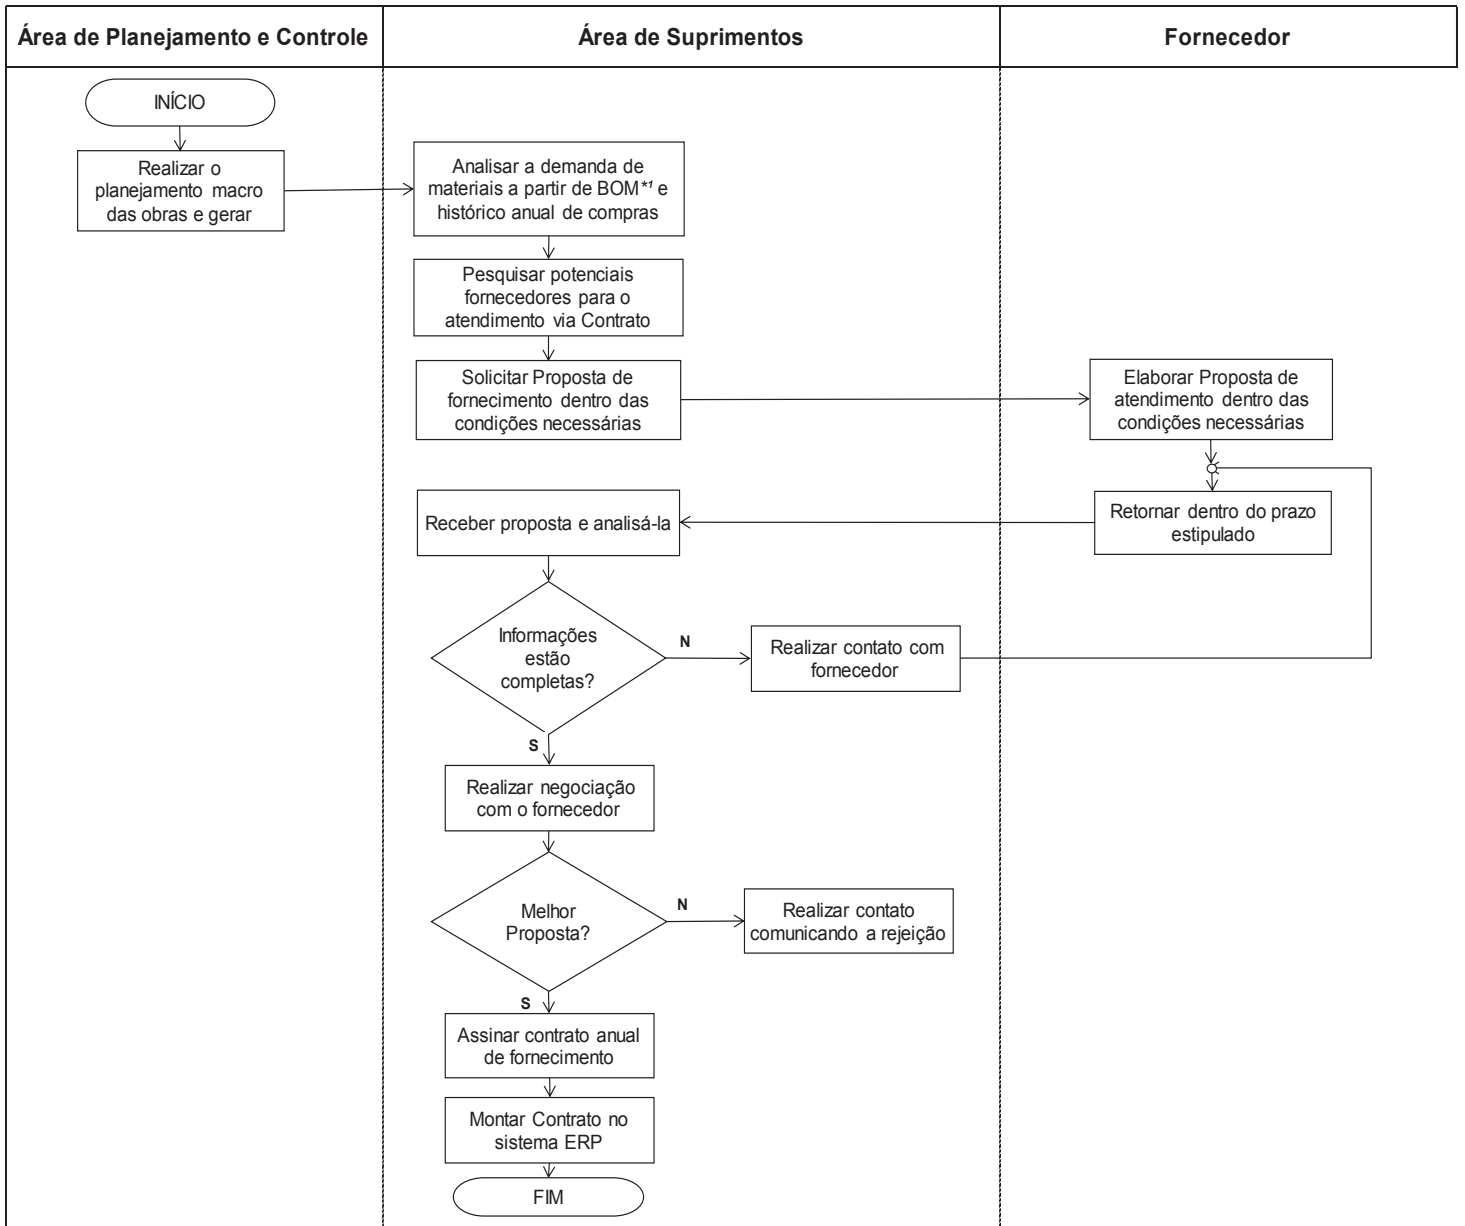 Área de Planejamento e Controle
Área de Suprimentos
Fornecedor
INÍCIO
Realizar o
planejamento macro
das obras e gerar
Analisar a demanda de
materiais a partir de BOM*¹ e
histórico anual de compras
Pesquisar potenciais
fornecedores para o
atendimento via Contrato
Solicitar Proposta de
fornecimento dentro das
condições necessárias
Elaborar Proposta de
atendimento dentro das
condições necessárias
Retornar dentro do prazo
estipulado
Receber proposta e analisá-la
Informações
estão
completas?
N
Realizar contato com
fornecedor
S
Realizar negociação
com o fornecedor
Melhor
Proposta?
N
Realizar contato
comunicando a rejeição
S
Assinar contrato anual
de fornecimento
Montar Contrato no
sistema ERP
FIM